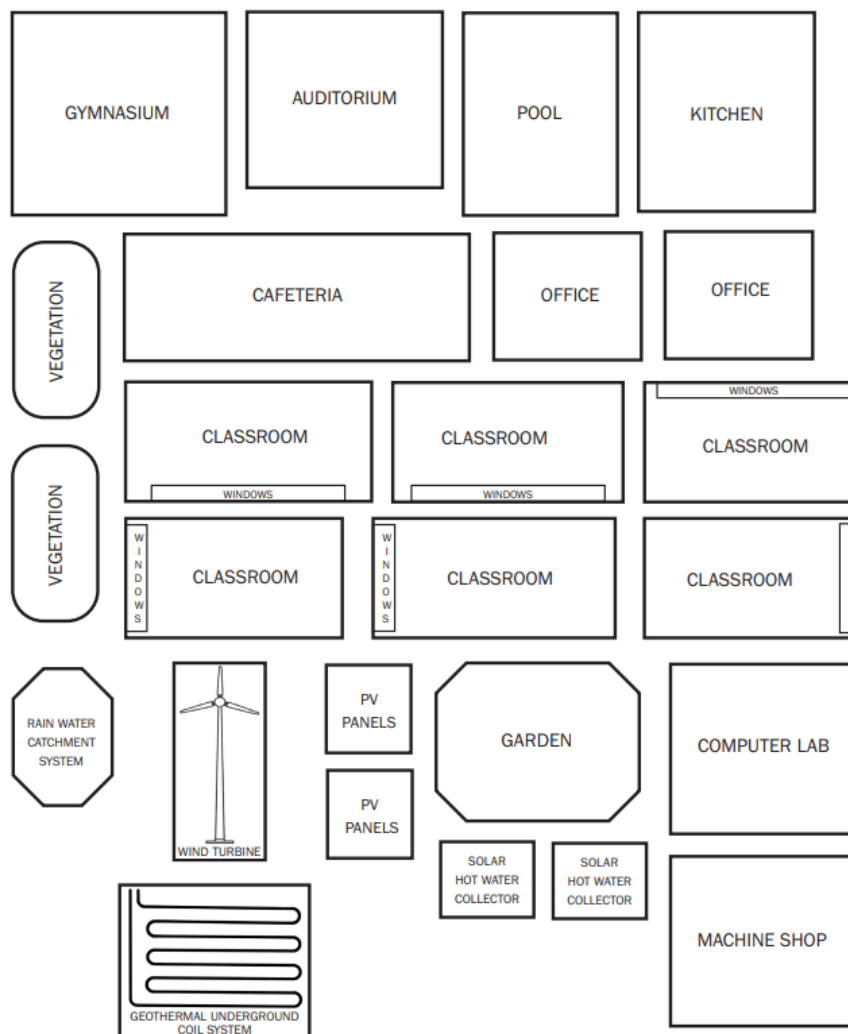 GYMNASIUM
AUDITORIUM
POOL
KITCHEN
VEGETATION
CAFETERIA
OFFICE
OFFICE
CLASSROOM
WINDOWS
CLASSROOM
WINDOWS
WINDOWS
CLASSROOM
VEGETATION
WINDOWS
CLASSROOM
WINDOWS
CLASSROOM
CLASSROOM
RAIN WATER
CATCHMENT
SYSTEM
WIND TURBINE
PV
PANELS
PV
PANELS
GARDEN
COMPUTER LAB
SOLAR
HOT WATER
COLLECTOR
SOLAR
HOT WATER
COLLECTOR
MACHINE SHOP
GEOTHERMAL UNDERGROUND
COIL SYSTEM